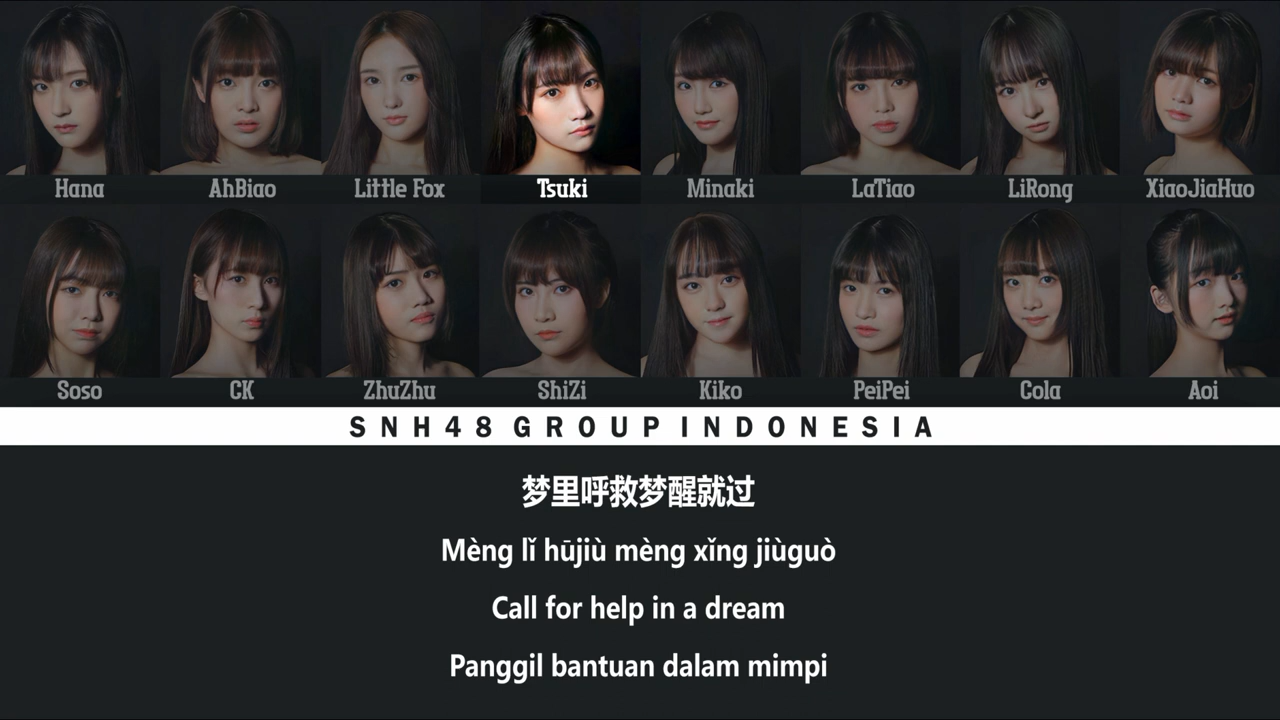 Hana AhBiao Little Fox Tsuki Minaki LaTiao LiRong XiaoJiaHuo
Soso CK ZhuZhu ShiZi Kiko PeiPei Cola Aoi
SNH48 GROUP INDONESIA
梦里呼救梦醒就过
Mèng lǐ hūjiù mèng xǐng jiùguò
Call for help in a dream
Panggil bantuan dalam mimpi